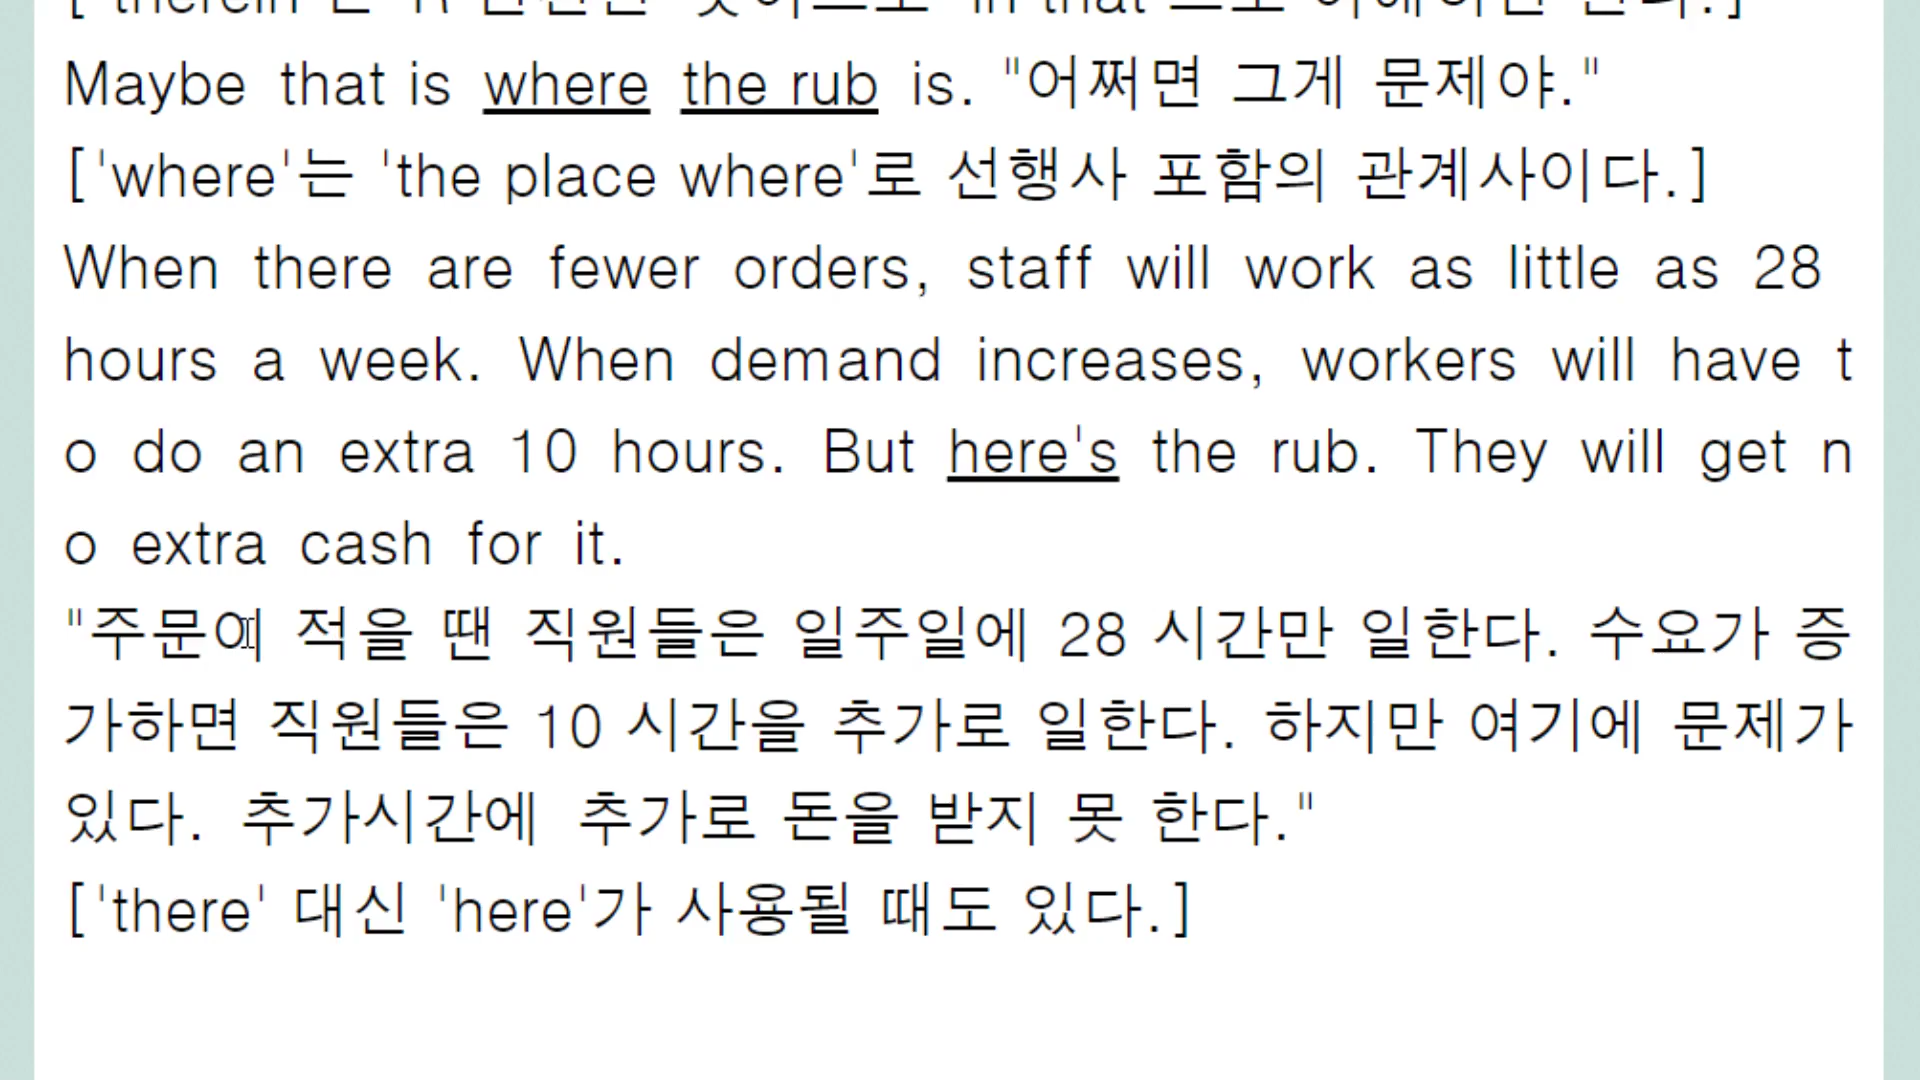 Maybe that is where the rub is. "어쩌면 그게 문제야."
['where'는 'the place where'로 선행사 포함의 관계사이다.]
When there are fewer orders, staff will work as little as 28
hours a week. When demand increases, workers will have t
o do an extra 10 hours. But here's the rub. They will get n
o extra cash for it.
"주문이 적을 땐 직원들은 일주일에 28 시간만 일한다. 수요가 증
가하면 직원들은 10 시간을 추가로 일한다. 하지만 여기에 문제가
있다. 추가시간에 추가로 돈을 받지 못 한다."
['there' 대신 'here'가 사용될 때도 있다.]